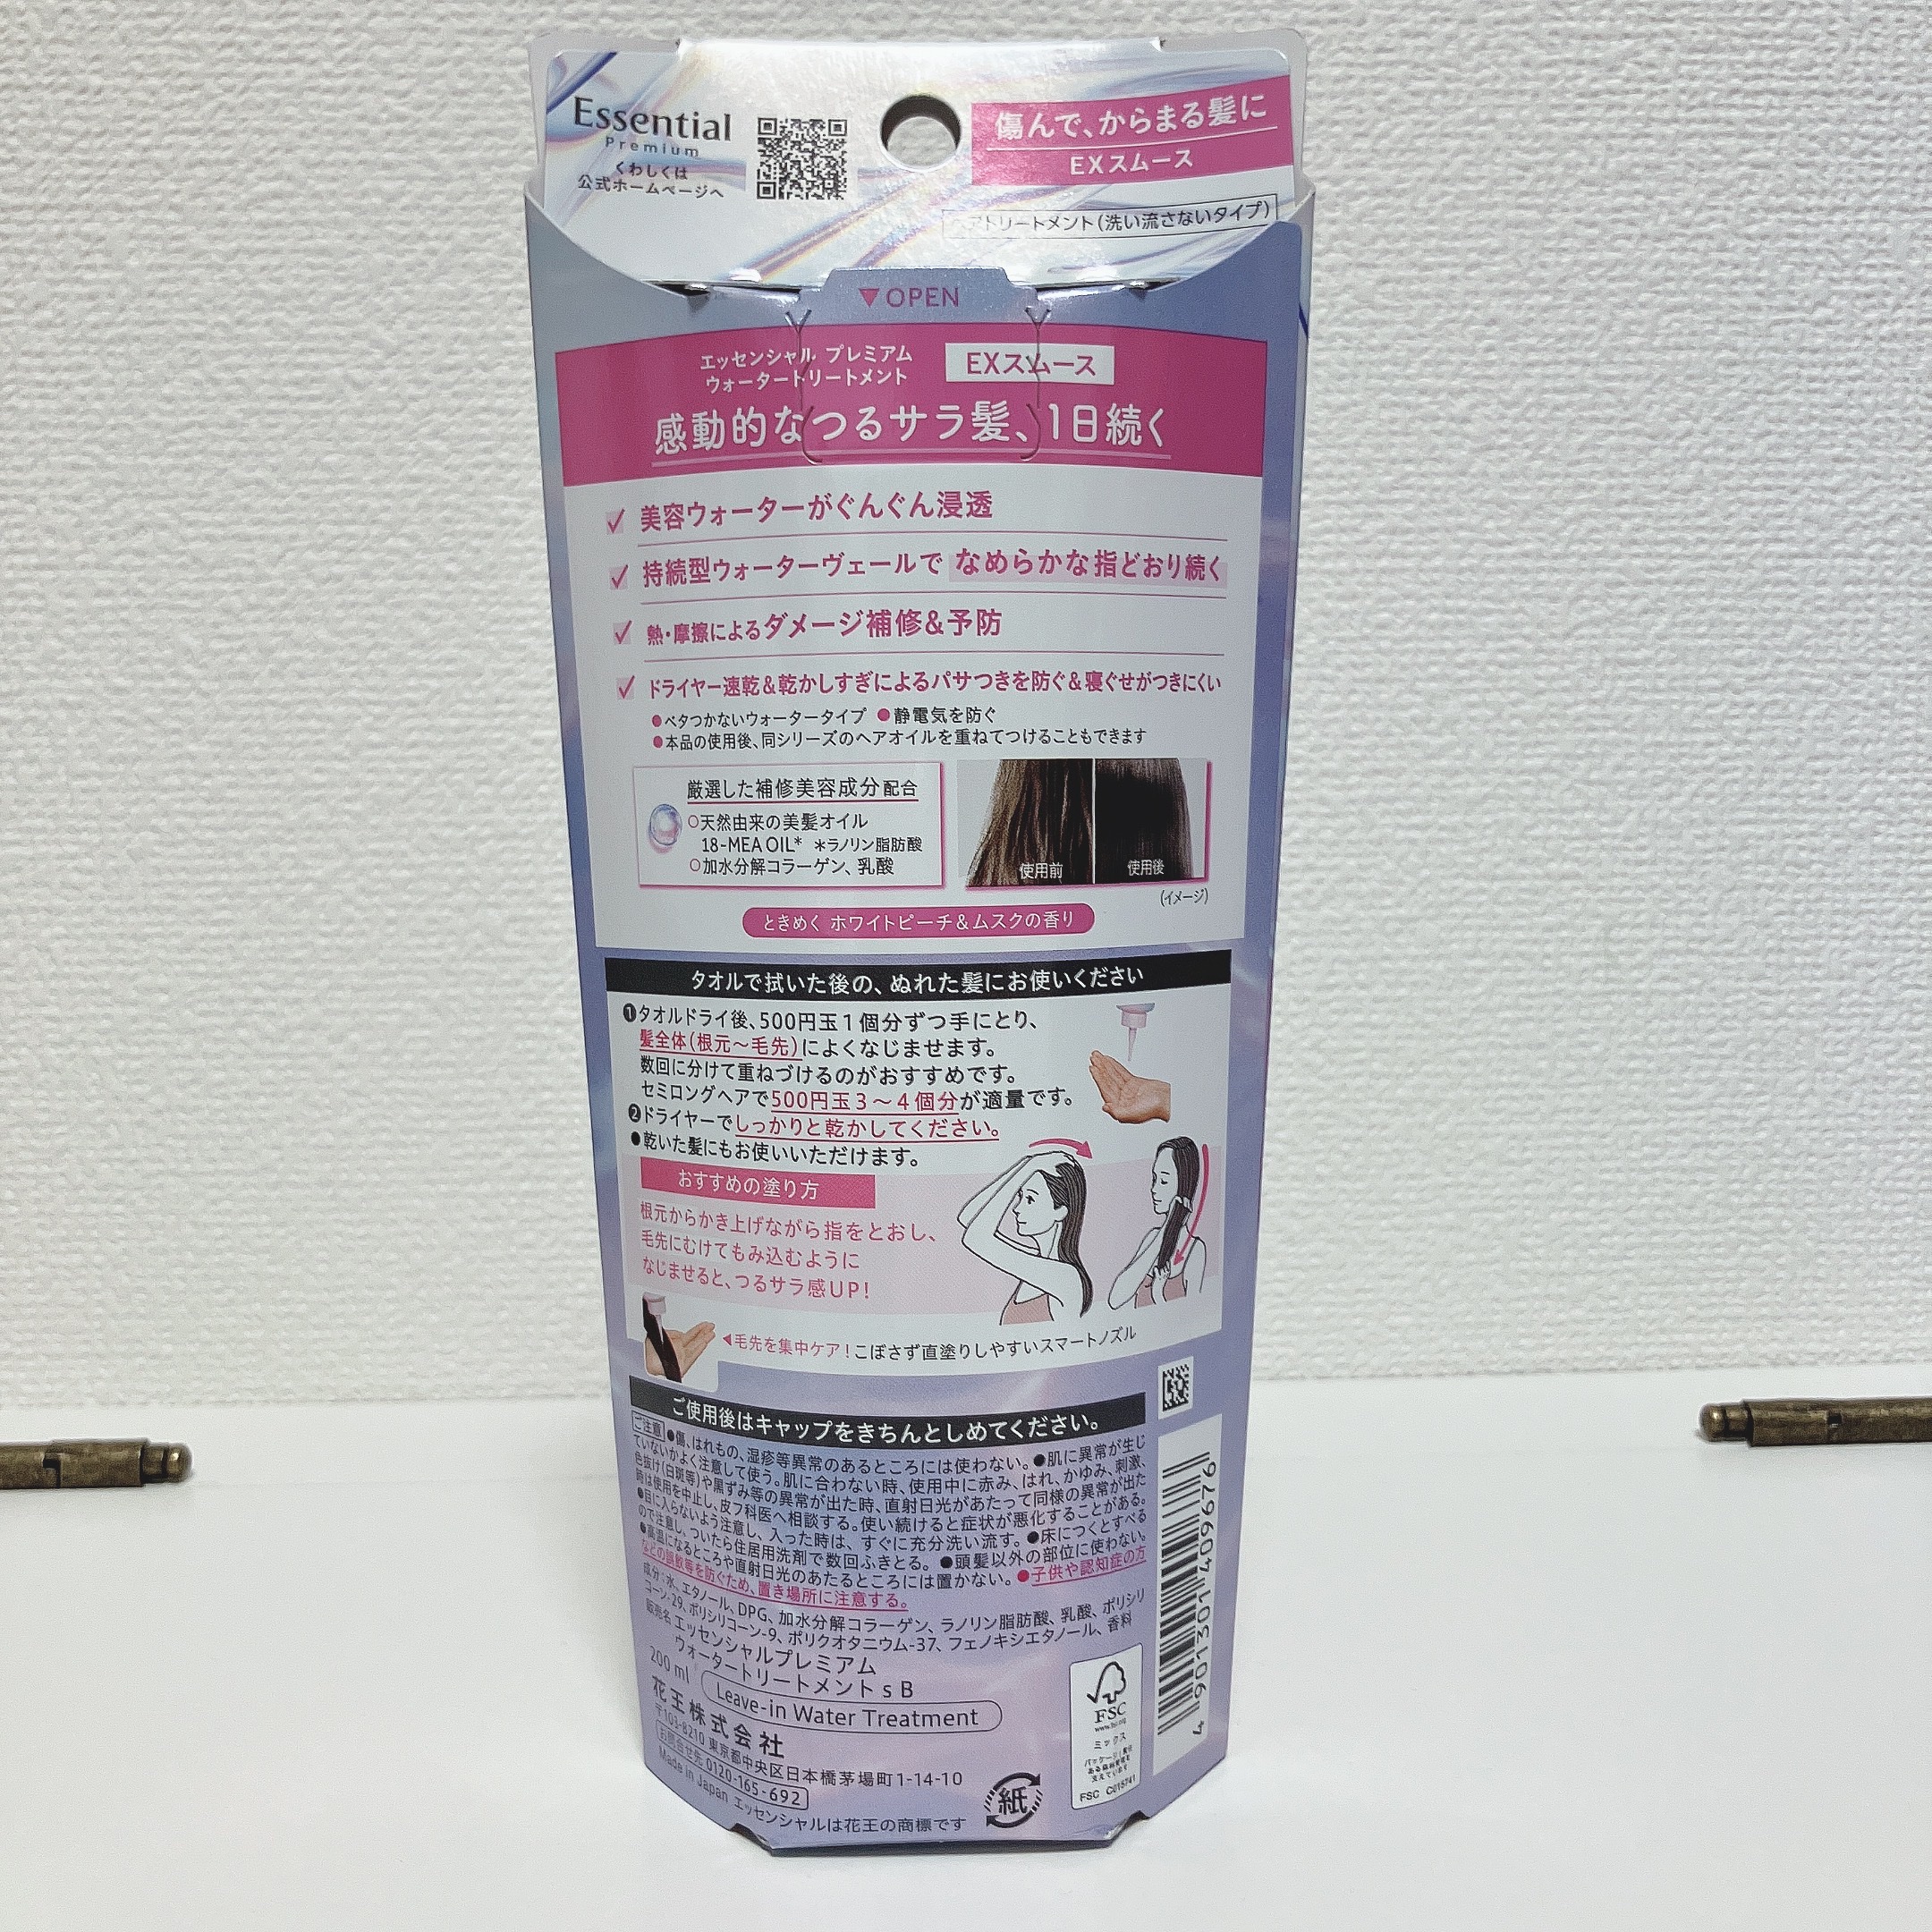 Essential
Premium
くわしくは
公式ホームページへ
傷んで、からまる髪に
EXスムース
ヘアトリートメント(洗い流さないタイプ)
▼OPEN
エッセンシャル プレミアム
ウォータートリートメント
EXスムース
感動的なつるサラ髪、1日続く
✓ 美容ウォーターがぐんぐん浸透
✓ 持続型ウォーターヴェールで なめらかな指どおり続く
✓ 熱・摩擦によるダメージ補修&予防
✓ ドライヤー速乾&乾かしすぎによるパサつきを防ぐ&寝ぐせがつきにくい
●ベタつかないウォータータイプ ●静電気を防ぐ
●本品の使用後、同シリーズのヘアオイルを重ねてつけることもできます
厳選した補修美容成分配合
○天然由来の美髪オイル
18-MEA OIL* *ラノリン脂肪酸
○加水分解コラーゲン、乳酸
使用前
使用後
(イメージ)
ときめく ホワイトピーチ&ムスクの香り
タオルで拭いた後の、ぬれた髪にお使いください
❶タオルドライ後、500円玉1個分ずつ手にとり、
髪全体(根元〜毛先)によくなじませます。
数回に分けて重ねづけるのがおすすめです。
セミロングヘアで500円玉3〜4個分が適量です。
❷ドライヤーでしっかりと乾かしてください。
●乾いた髪にもお使いいただけます。
おすすめの塗り方
根元からかき上げながら指をとおし、
毛先にむけてもみ込むように
なじませると、つるサラ感UP!
◀毛先を集中ケア!こぼさず直塗りしやすいスマートノズル
ご使用後はキャップをきちんとしめてください。
ご注意 ●傷、はれもの、湿疹等異常のあるところには使わない。●肌に異常が生じ
ていないかよく注意して使う。肌に合わない時、使用中に赤み、はれ、かゆみ、刺激、
色抜け(白斑等)や黒ずみ等の異常が出た時、直射日光があたって同様の異常が出た
時は使用を中止し、皮フ科医へ相談する。使い続けると症状が悪化することがある。
●目に入らないよう注意し、入った時は、すぐに充分洗い流す。●床につくとすべる
ので注意し、ついたら住居用洗剤で数回ふきとる。●頭髪以外の部位に使わない。
●高温になるところや直射日光のあたるところには置かない。●子供や認知症の方
などの誤飲等を防ぐため、置き場所に注意する。
成分:水、エタノール、DPG、加水分解コラーゲン、ラノリン脂肪酸、乳酸、ポリシリ
コーン-29、ポリシリコーン-9、ポリクオタニウム-37、フェノキシエタノール、香料
販売名 エッセンシャルプレミアム
ウォータートリートメントsB
200 ml Leave-in Water Treatment
花王株式会社
〒103-8210 東京都中央区日本橋茅場町1-14-10
お問合せ先 0120-165-692
Made in Japan エッセンシャルは花王の商標です
紙
FSC
www.fsc.org
ミックス
パッケージ|責任
ある森林管理を
支えています
FSC C015741
4 901301 409676